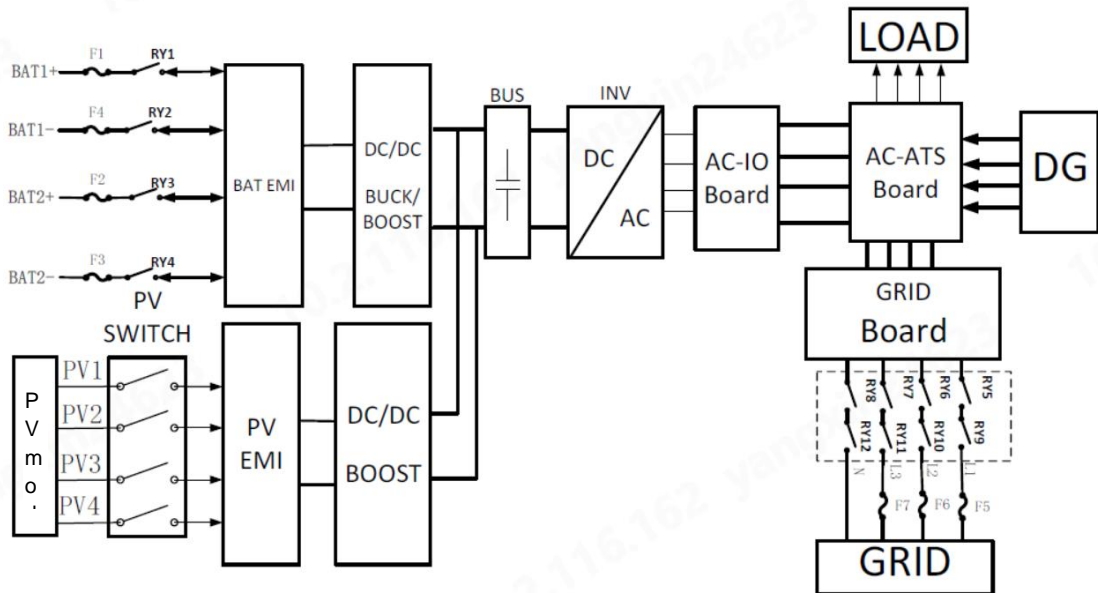 BAT1+ F1 RY1
BAT1- F4 RY2
BAT2+ F2 RY3
BAT2- F3 RY4
BAT EMI
DC/DC
BUCK/
BOOST
BUS
INV
DC
AC
AC-IO
Board
LOAD
AC-ATS
Board
DG
GRID
Board
PV
SWITCH
P
V
m
o
.
PV1
PV2
PV3
PV4
PV
EMI
DC/DC
BOOST
RY8 RY7 RY6 RY5
RY12 RY11 RY10 RY9
N L3 L2 L1
F7 F6 F5
GRID